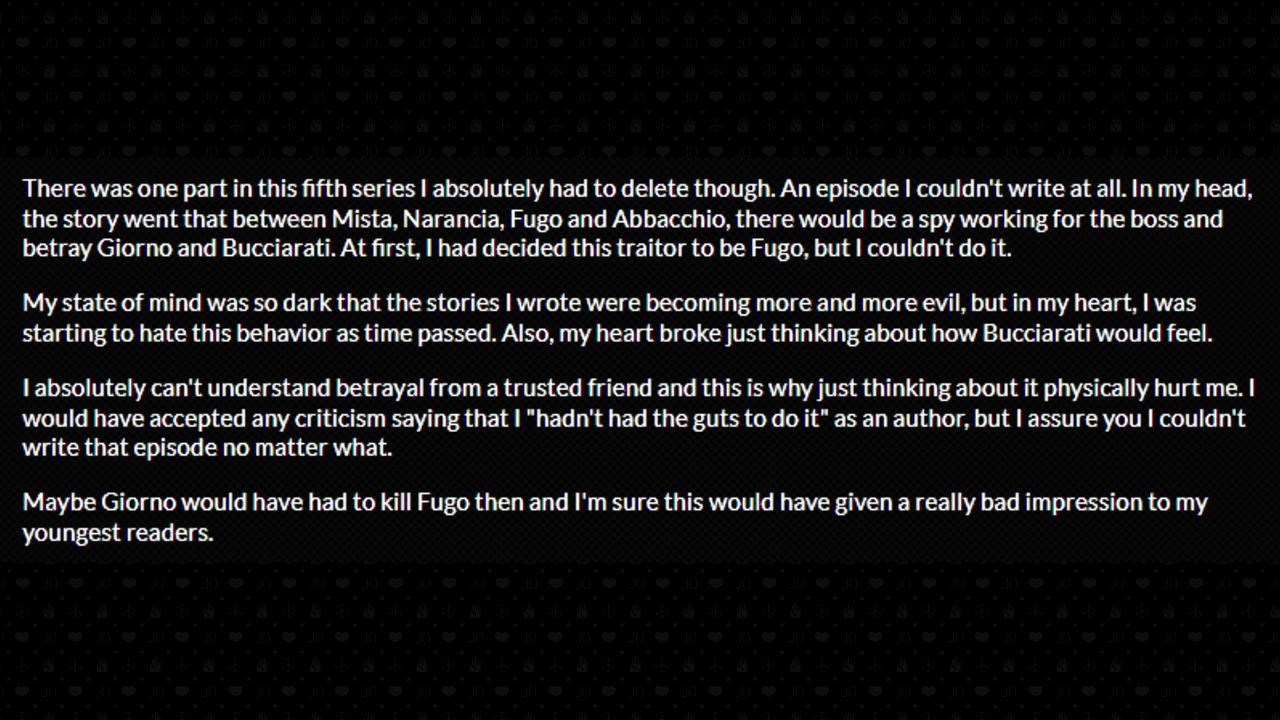 There was one part in this fifth series I absolutely had to delete though. An episode I couldn't write at all. In my head,
the story went that between Mista, Narancia, Fugo and Abbacchio, there would be a spy working for the boss and
betray Giorno and Bucciarati. At first, I had decided this traitor to be Fugo, but I couldn't do it.
My state of mind was so dark that the stories I wrote were becoming more and more evil, but in my heart, I was
starting to hate this behavior as time passed. Also, my heart broke just thinking about how Bucciarati would feel.
I absolutely can't understand betrayal from a trusted friend and this is why just thinking about it physically hurt me. I
would have accepted any criticism saying that I "hadn't had the guts to do it" as an author, but I assure you I couldn't
write that episode no matter what.
Maybe Giorno would have had to kill Fugo then and I'm sure this would have given a really bad impression to my
youngest readers.